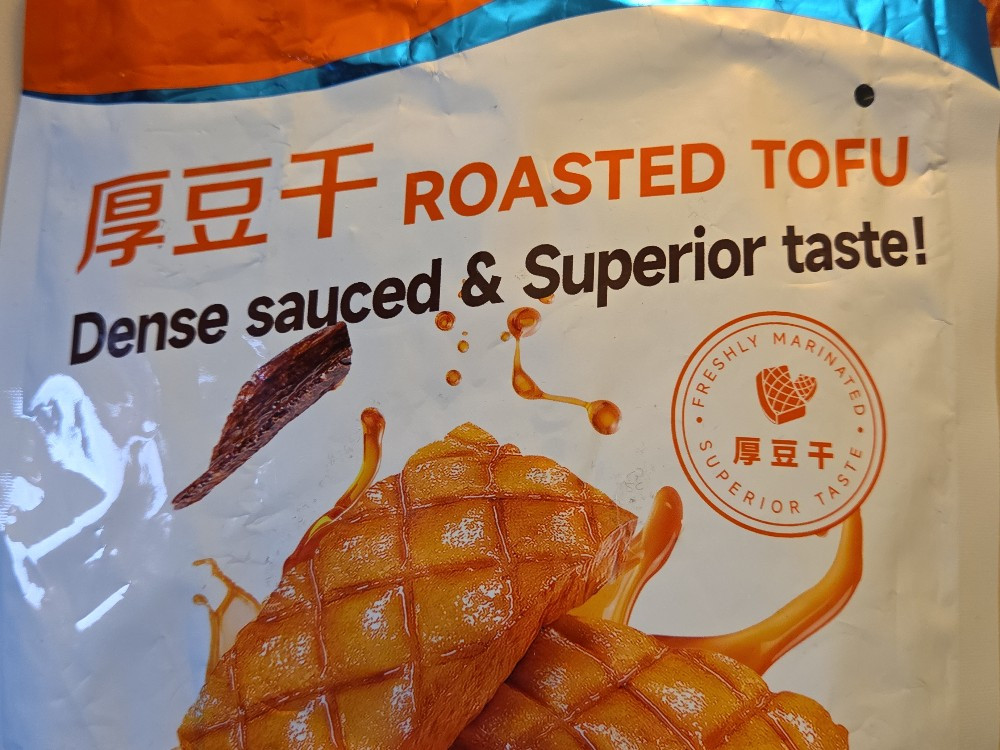 厚豆干 ROASTED TOFU
Dense sauced & Superior taste!
FRESHLY MARINATED
厚豆干
SUPERIOR TASTE